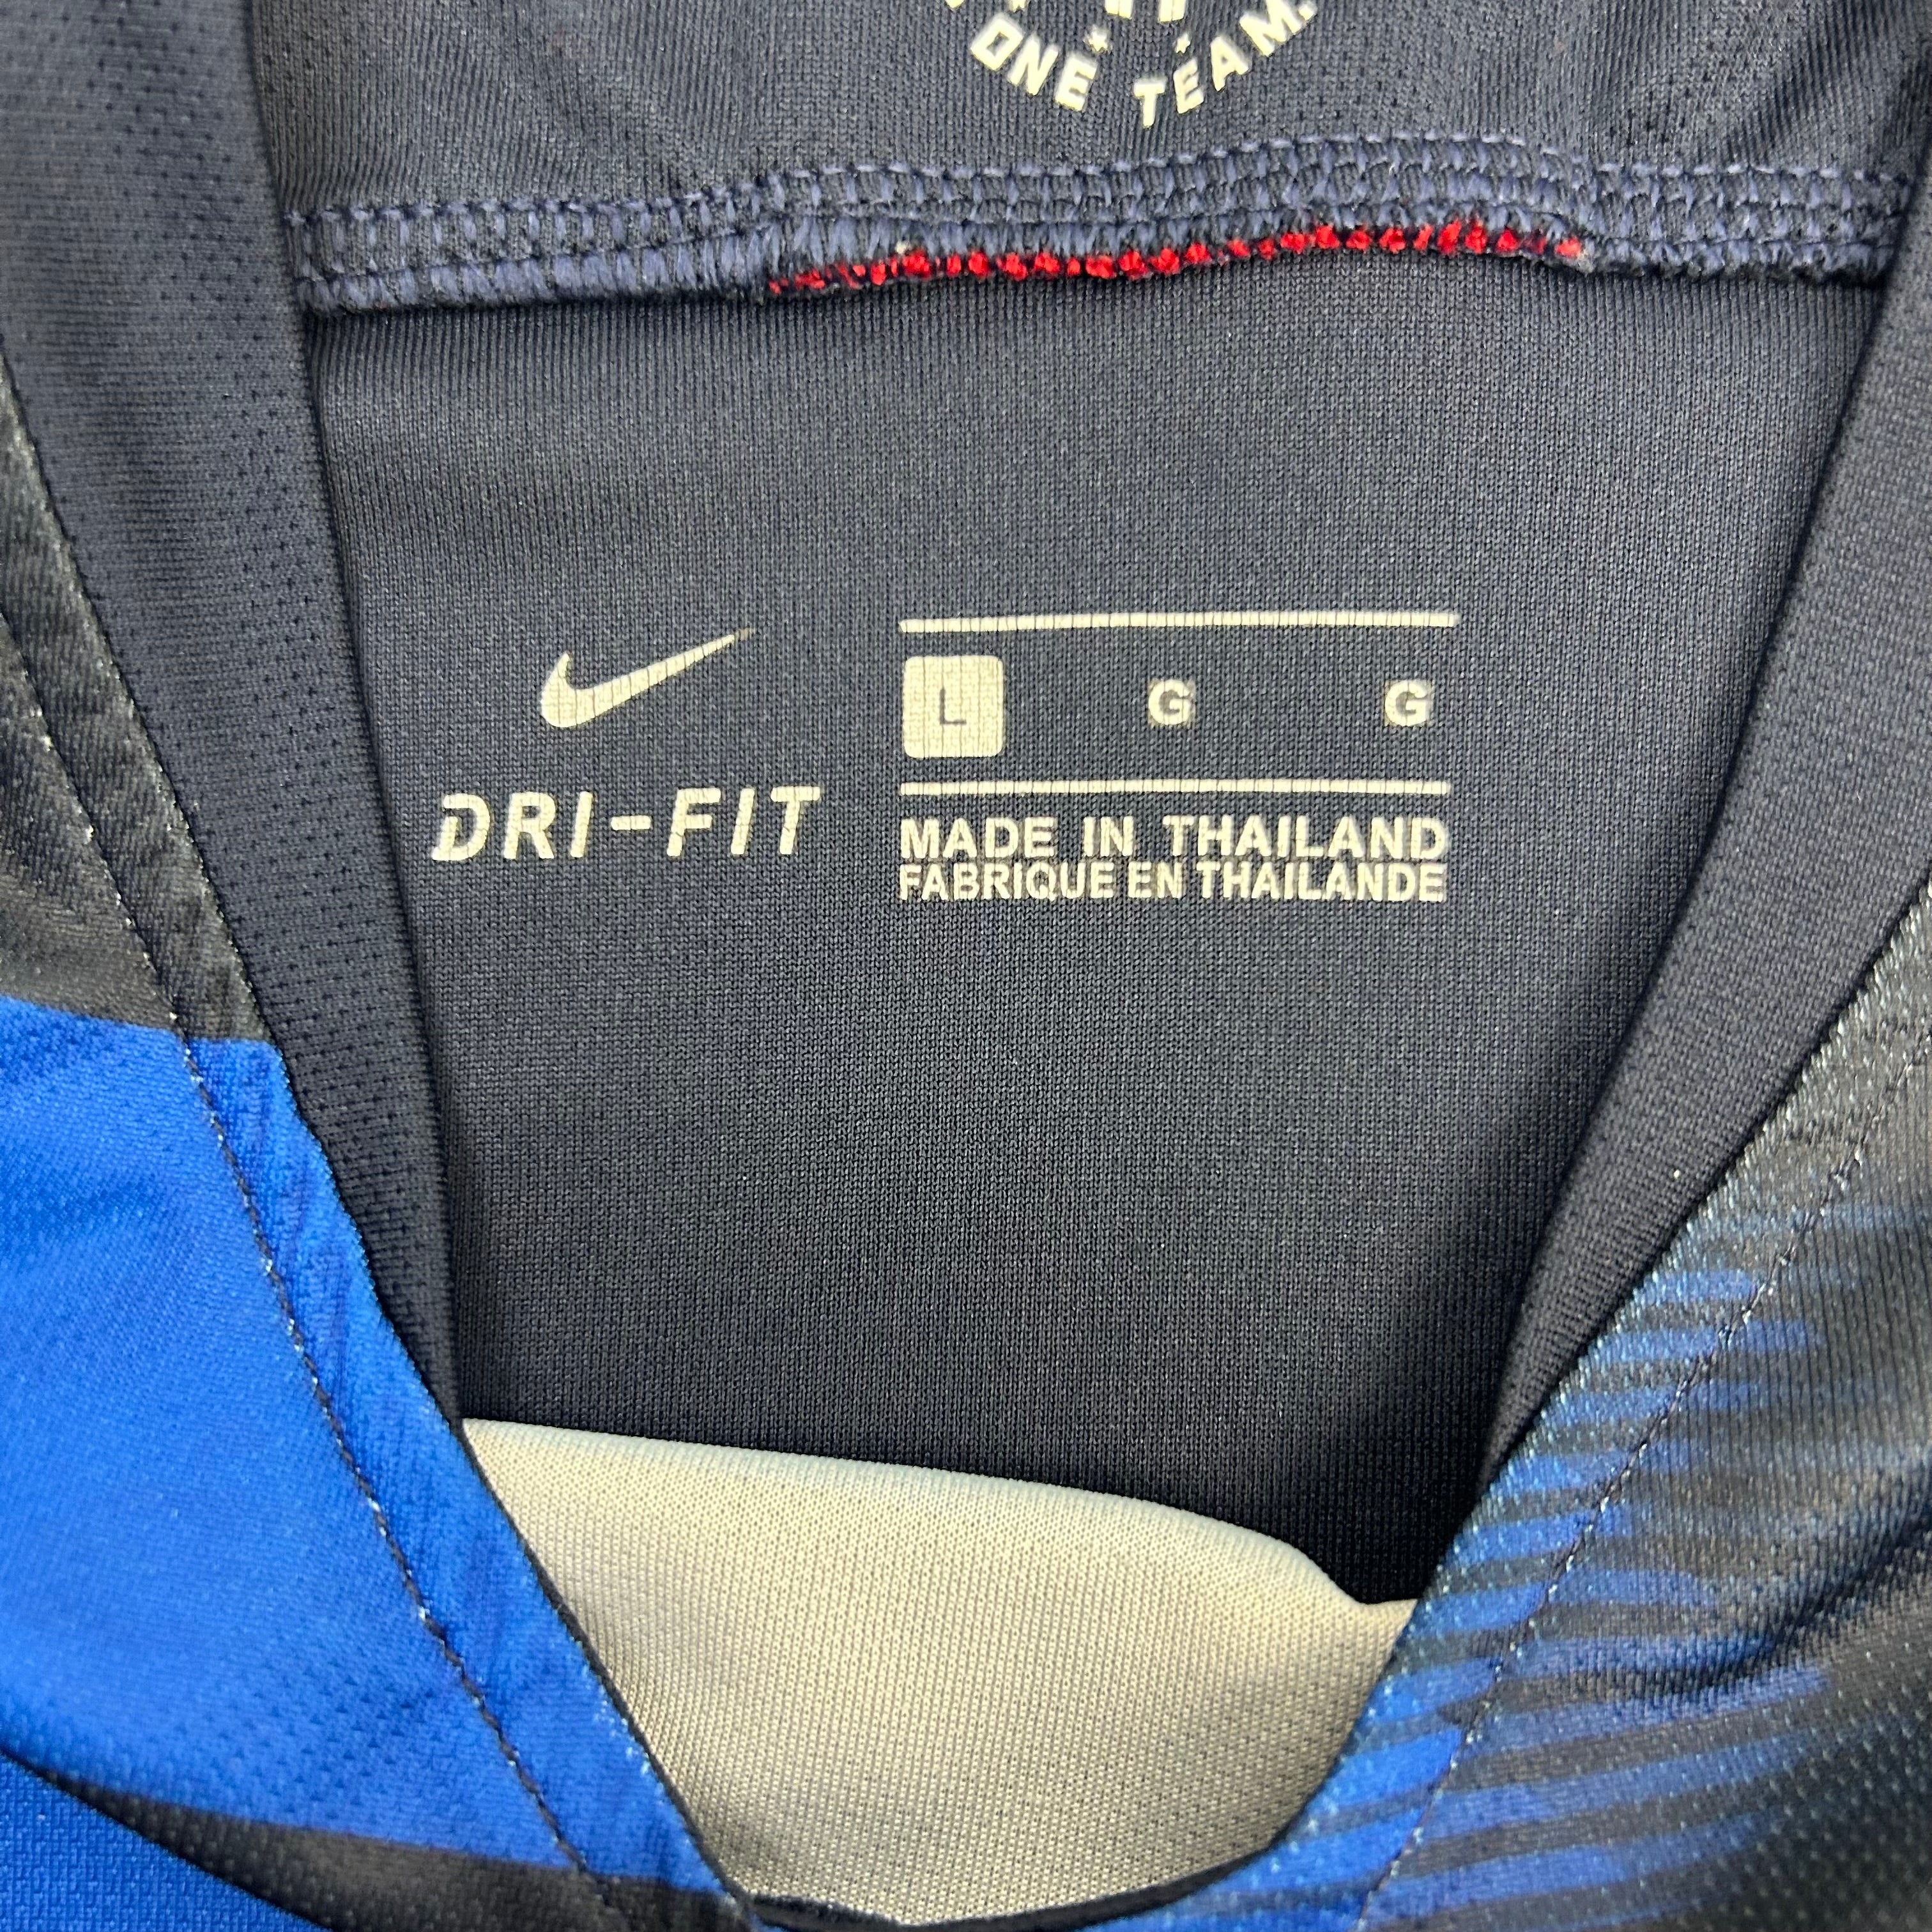 ONE TEAM.
L G G
DRI-FIT
MADE IN THAILAND
FABRIQUE EN THAILANDE